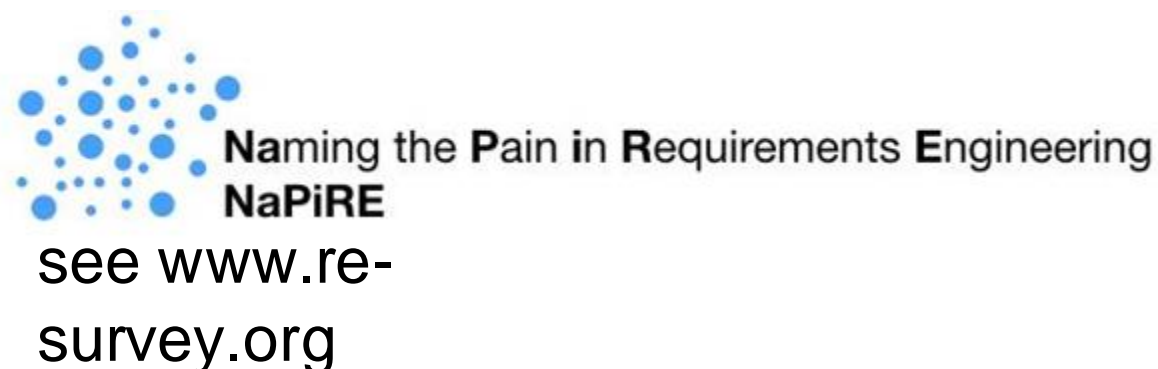 Naming the Pain in Requirements Engineering
NaPiRE
see www.re-
survey.org